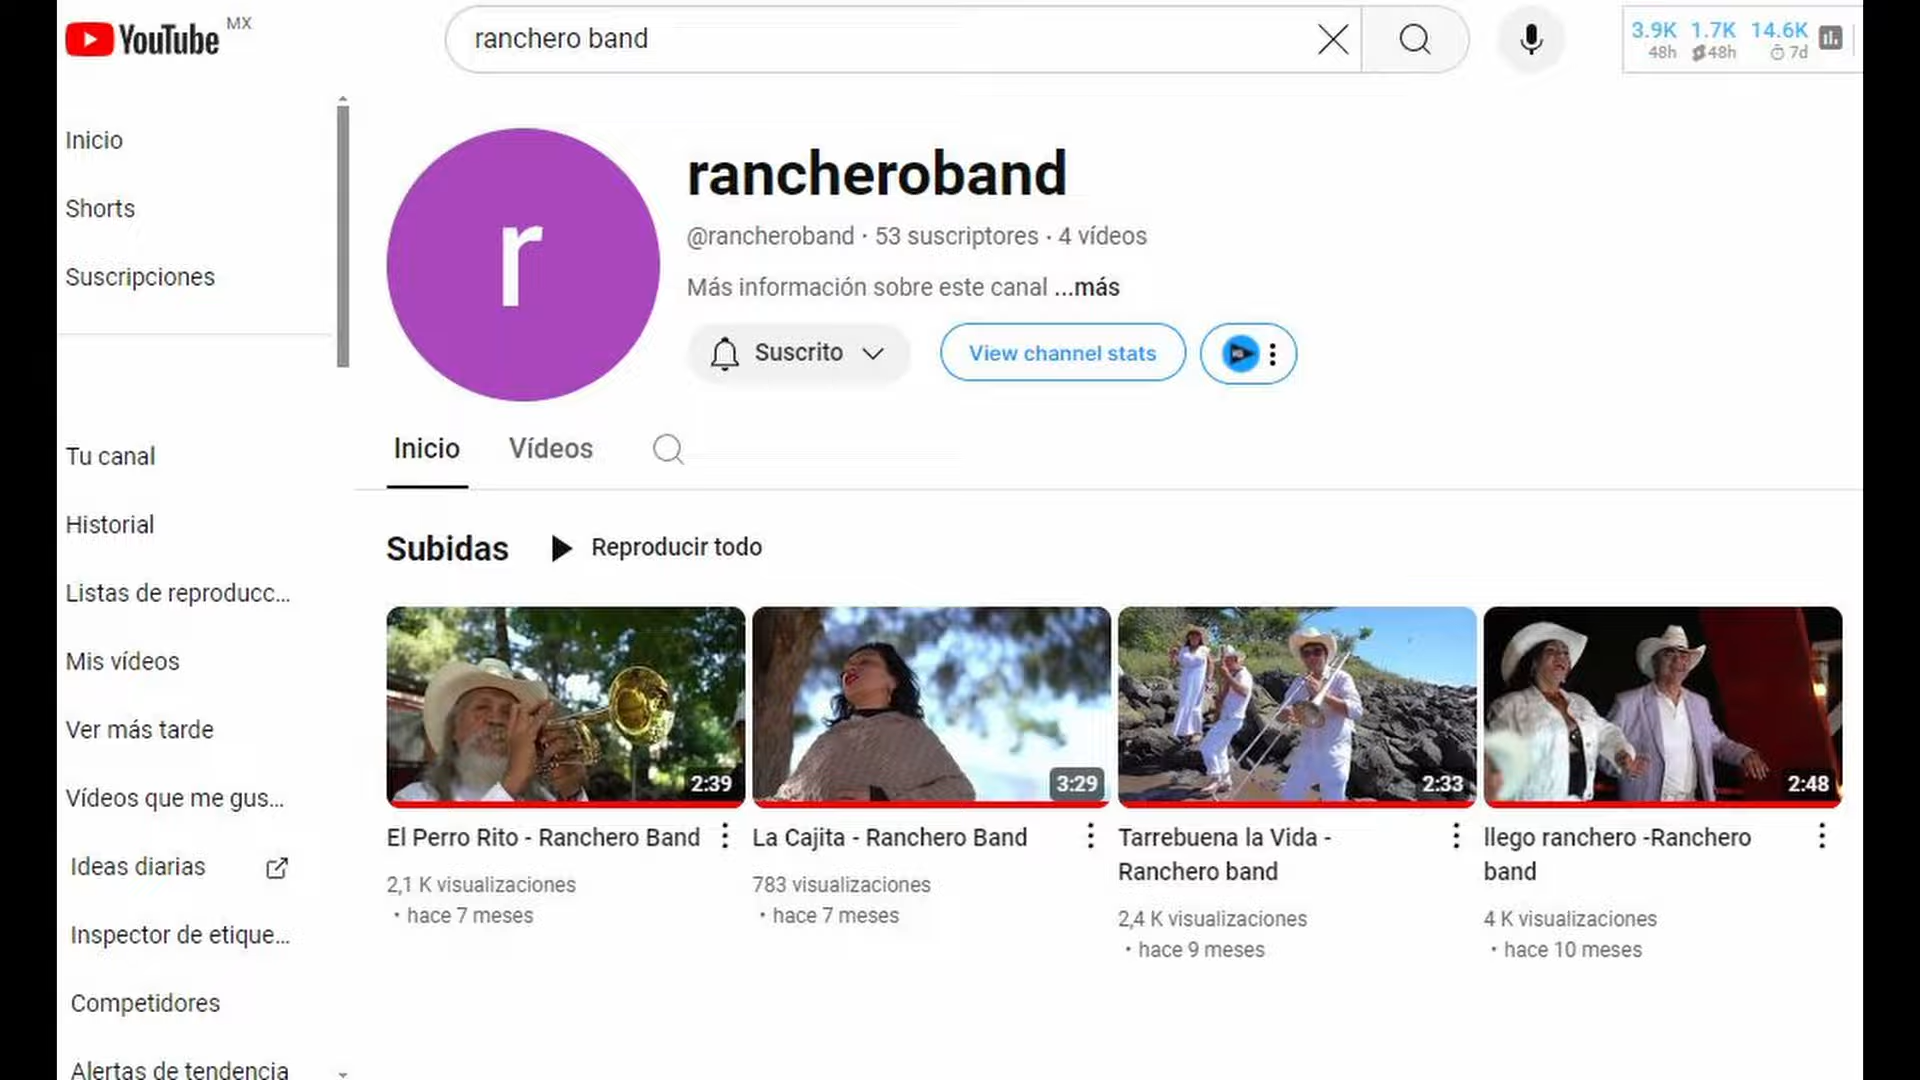 YouTube MX
ranchero band
3.9K 1.7K 14.6K
48h 48h 7d
Inicio
Shorts
Suscripciones
Tu canal
Historial
Listas de reproducc...
Mis vídeos
Ver más tarde
Vídeos que me gus...
Ideas diarias
Inspector de etique...
Competidores
Alertas de tendencia
r
rancheroband
@rancheroband · 53 suscriptores · 4 vídeos
Más información sobre este canal ...más
Suscrito
View channel stats
Inicio Vídeos
Subidas Reproducir todo
2:39
El Perro Rito - Ranchero Band
2,1 K visualizaciones
• hace 7 meses
3:29
La Cajita - Ranchero Band
783 visualizaciones
• hace 7 meses
2:33
Tarrebuena la Vida -
Ranchero band
2,4 K visualizaciones
• hace 9 meses
2:48
llego ranchero -Ranchero
band
4 K visualizaciones
• hace 10 meses